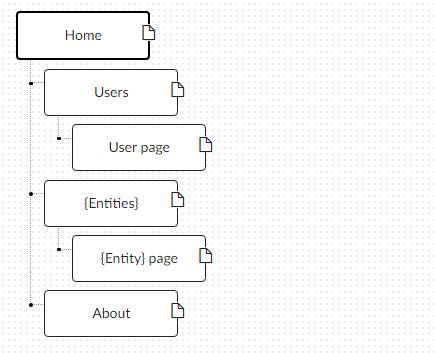 Home
Users
User page
{Entities}
{Entity} page
About